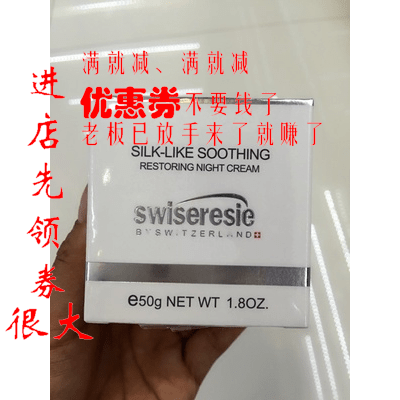 满就减、满就减
优惠券不要钱了
老板已放手来了就赚了
进店先领券很大
SILK-LIKE SOOTHING
RESTORING NIGHT CREAM
swiseresie
BY SWITZERLAND
e50g NET WT 1.8OZ.